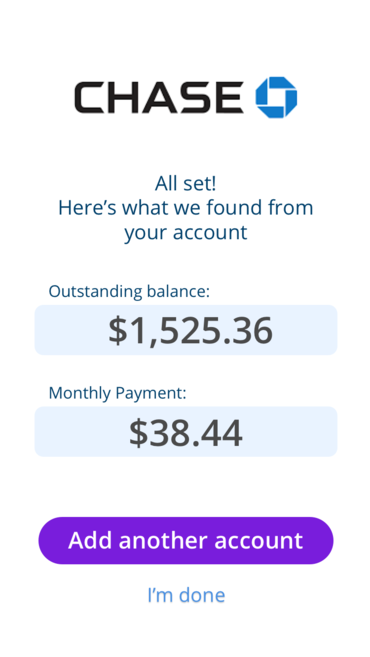 CHASE
All set!
Here’s what we found from
your account
Outstanding balance:
$1,525.36
Monthly Payment:
$38.44
Add another account
I’m done